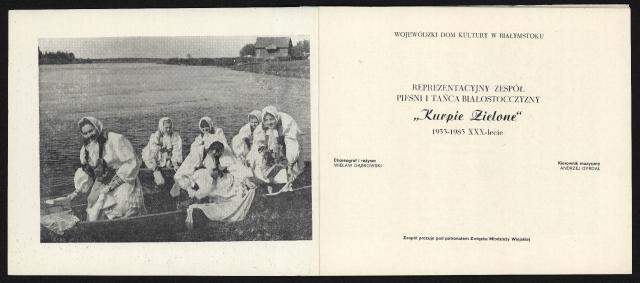 WOJEWÓDZKI DOM KULTURY W BIAŁYMSTOKU
REPREZENTACYJNY ZESPÓŁ
PIEŚNI I TAŃCA BIAŁOSTOCCZYZNY
„Kurpie Zielone"
1953-1983 XXX-lecie
Choreograf i reżyser
WIESŁAW DĄBROWSKI
Kierownik muzyczny
ANDRZEJ DYRDAŁ
Zespół pracuje pod patronatem Związku Młodzieży Wiejskiej